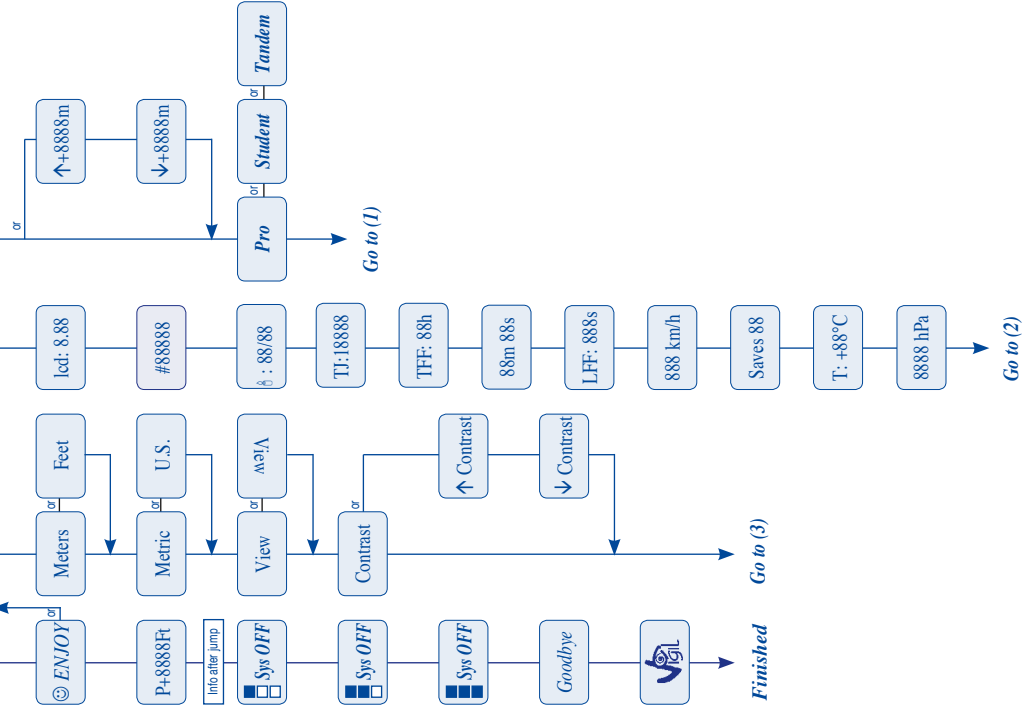 or
↑+8888m
↓+8888m
Pro
or
Student
or
Tandem
Go to (1)
lcd: 8.88
#88888
: 88/88
TJ:18888
TFF: 88h
88m 88s
LFF: 888s
888 km/h
Saves 88
T: +88°C
8888 hPa
Go to (2)
Meters
or
Feet
Metric
or
U.S.
View
or
View
Contrast
or
↑ Contrast
↓ Contrast
Go to (3)
☺ ENJOY
or
P+8888Ft
Info after jump
Sys OFF
Sys OFF
Sys OFF
Goodbye
Vigil
Finished